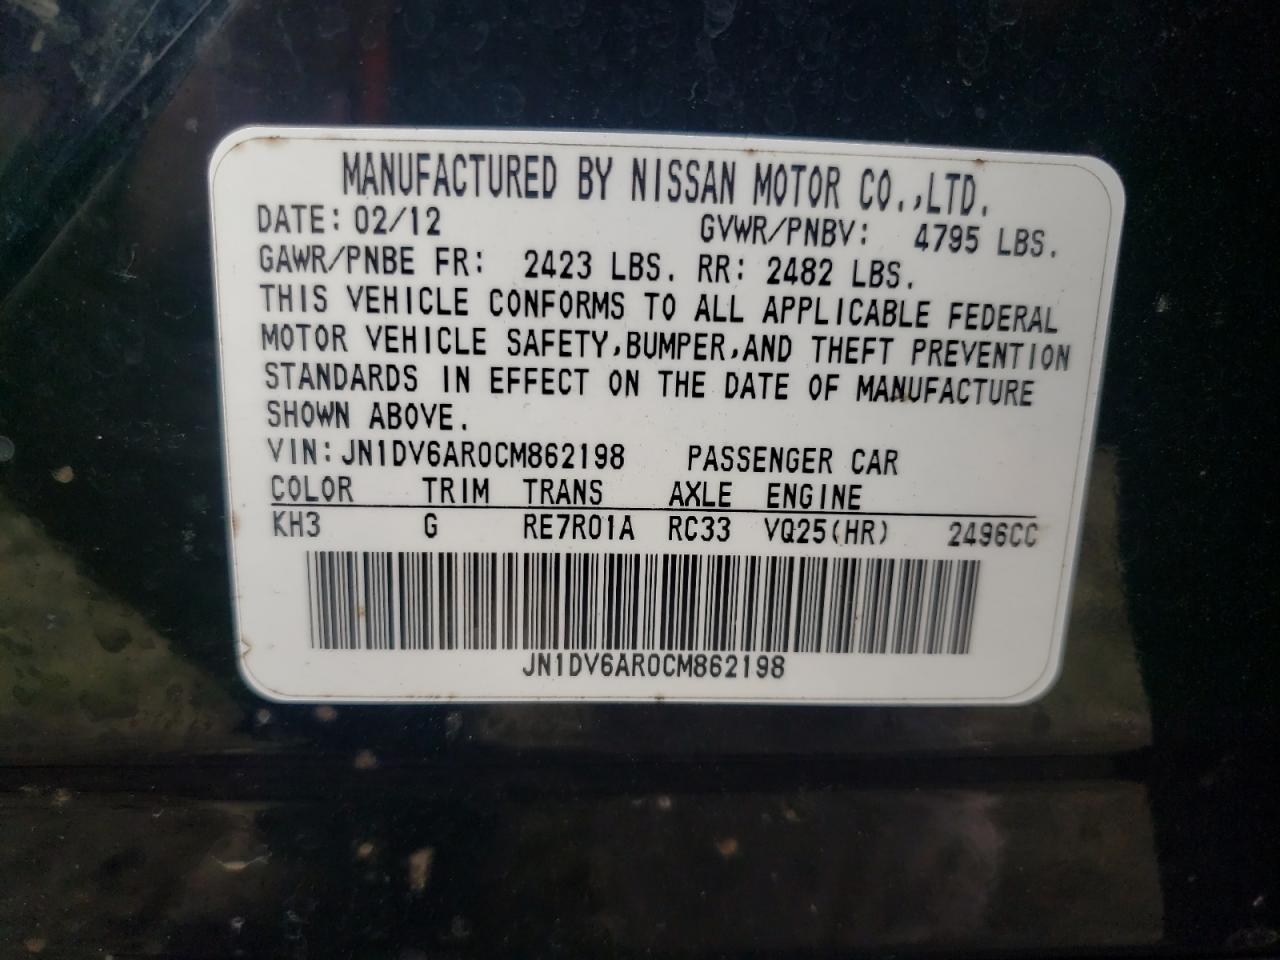 MANUFACTURED BY NISSAN MOTOR CO.,LTD.
DATE: 02/12 GVWR/PNBV: 4795 LBS.
GAWR/PNBE FR: 2423 LBS. RR: 2482 LBS.
THIS VEHICLE CONFORMS TO ALL APPLICABLE FEDERAL
MOTOR VEHICLE SAFETY,BUMPER,AND THEFT PREVENTION
STANDARDS IN EFFECT ON THE DATE OF MANUFACTURE
SHOWN ABOVE.
VIN: JN1DV6AR0CM862198 PASSENGER CAR
COLOR TRIM TRANS AXLE ENGINE
KH3 G RE7R01A RC33 VQ25(HR) 2496CC
JN1DV6AR0CM862198